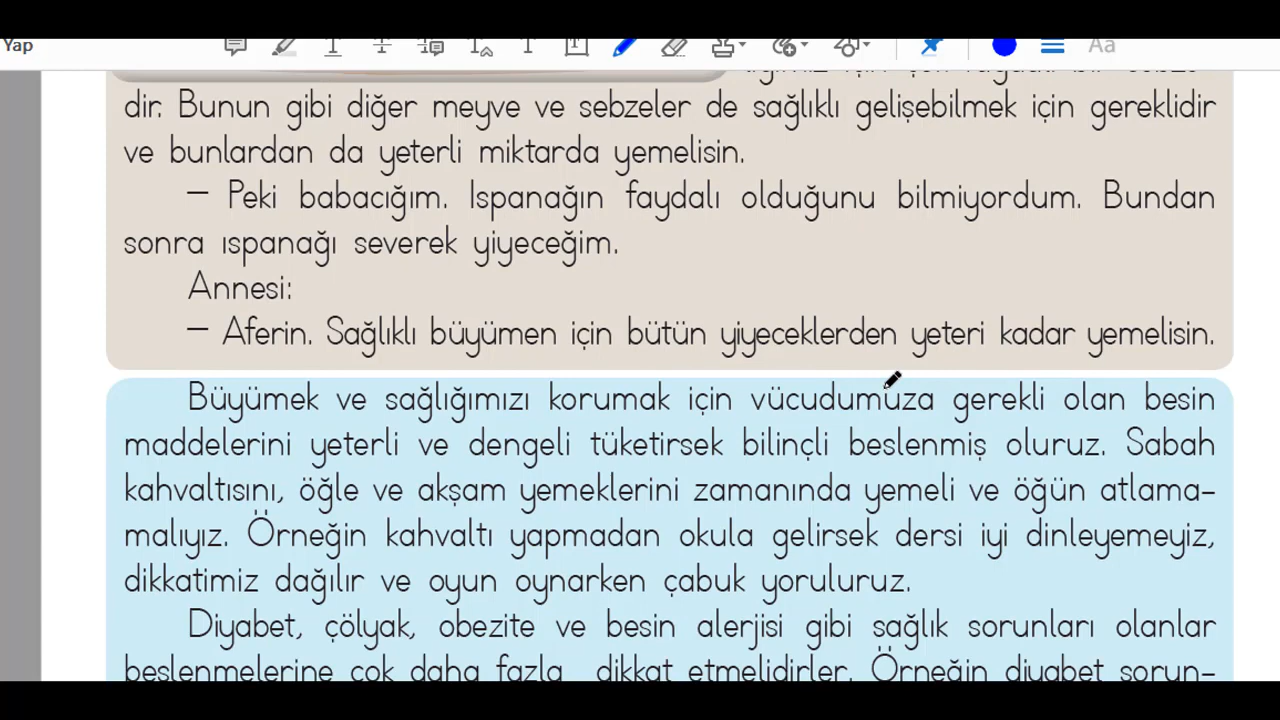 Yap
T T T Aa
dir. Bunun gibi diğer meyve ve sebzeler de sağlıklı gelişebilmek için gereklidir
ve bunlardan da yeterli miktarda yemelisin.
– Peki babacığım. Ispanağın faydalı olduğunu bilmiyordum. Bundan
sonra ıspanağı severek yiyeceğim.
Annesi:
– Aferin. Sağlıklı büyümen için bütün yiyeceklerden yeteri kadar yemelisin.
Büyümek ve sağlığımızı korumak için vücudumuza gerekli olan besin
maddelerini yeterli ve dengeli tüketirsek bilinçli beslenmiş oluruz. Sabah
kahvaltısını, öğle ve akşam yemeklerini zamanında yemeli ve öğün atlama-
malıyız. Örneğin kahvaltı yapmadan okula gelirsek dersi iyi dinleyemeyiz,
dikkatimiz dağılır ve oyun oynarken çabuk yoruluruz.
Diyabet, çölyak, obezite ve besin alerjisi gibi sağlık sorunları olanlar
beslenmelerine çok daha fazla dikkat etmelidirler. Örneğin diyabet sorun-